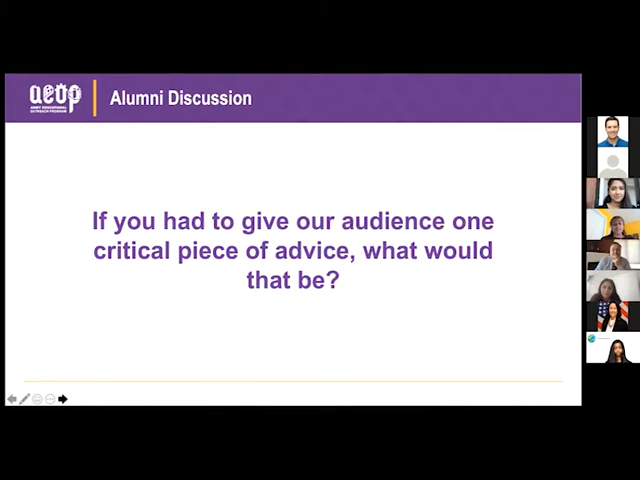 aeop
ARMY EDUCATIONAL
OUTREACH PROGRAM
Alumni Discussion
If you had to give our audience one
critical piece of advice, what would
that be?